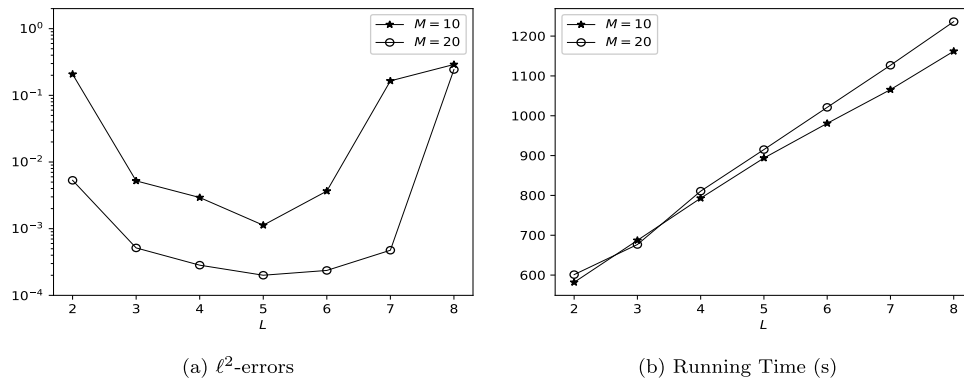 M = 10
M = 20
10⁰
10⁻¹
10⁻²
10⁻³
10⁻⁴
2 3 4 5 6 7 8
L
(a) ℓ²-errors
M = 10
M = 20
1200
1100
1000
900
800
700
600
2 3 4 5 6 7 8
L
(b) Running Time (s)